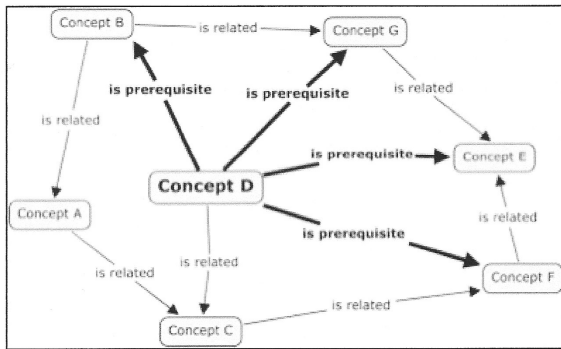 Concept B
is related
Concept G
is prerequisite
is prerequisite
is related
is related
is prerequisite
Concept E
Concept D
Concept A
is related
is prerequisite
is related
is related
Concept F
is related
Concept C